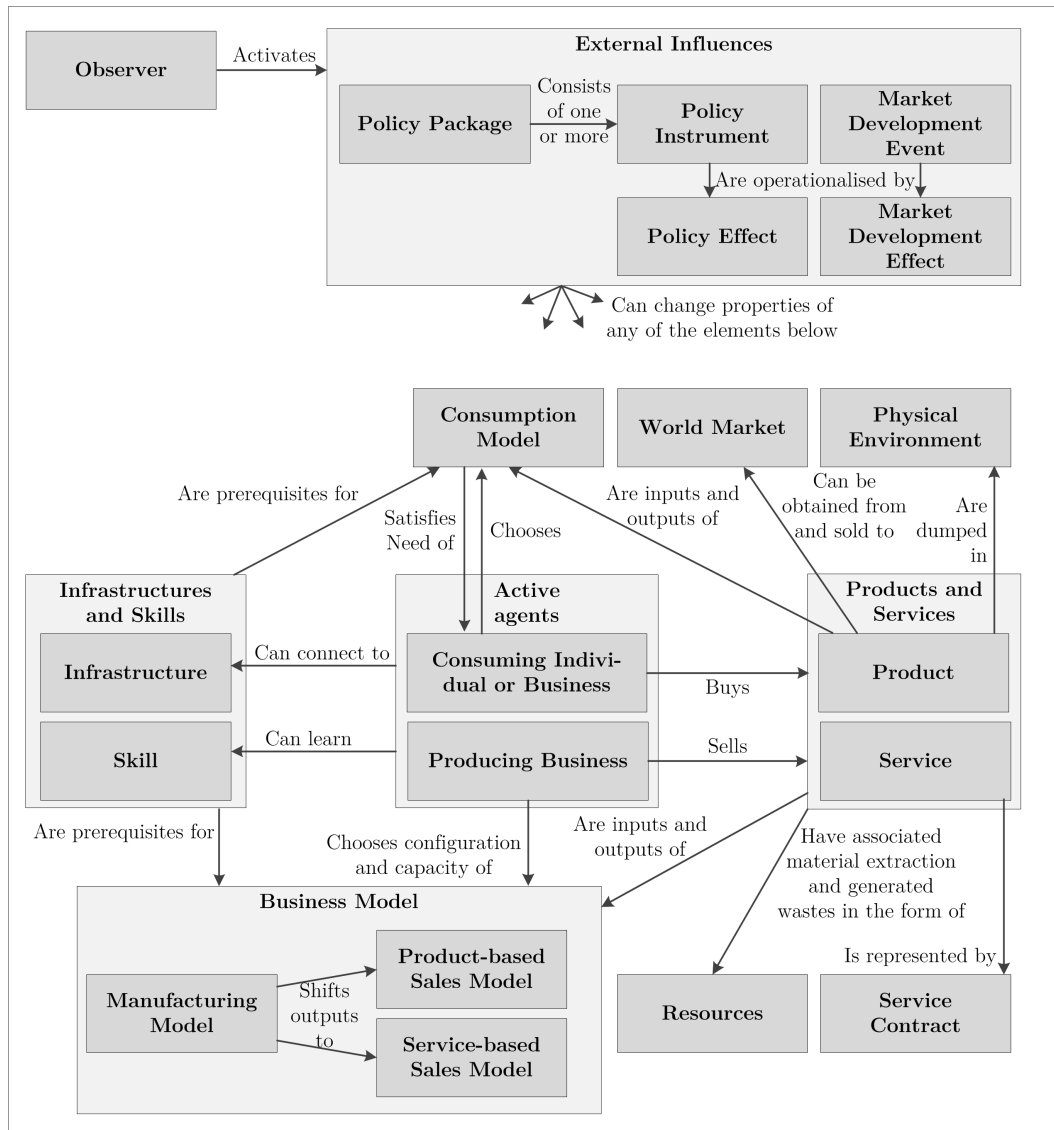 External Influences
Observer
Activates
Policy Package
Consists
of one
or more
Policy
Instrument
Market
Development
Event
Are operationalised by
Policy Effect
Market
Development
Effect
Can change properties of
any of the elements below
Consumption
Model
World Market
Physical
Environment
Are prerequisites for
Satisfies
Need of
Chooses
Are inputs and
outputs of
Can be
obtained from
and sold to
Are
dumped
in
Infrastructures
and Skills
Active
agents
Products and
Services
Infrastructure
Can connect to
Consuming Indivi-
dual or Business
Buys
Product
Skill
Can learn
Producing Business
Sells
Service
Are prerequisites for
Chooses configuration
and capacity of
Are inputs and
outputs of
Have associated
material extraction
and generated
wastes in the form of
Is represented by
Business Model
Manufacturing
Model
Shifts
outputs
to
Product-based
Sales Model
Service-based
Sales Model
Resources
Service
Contract